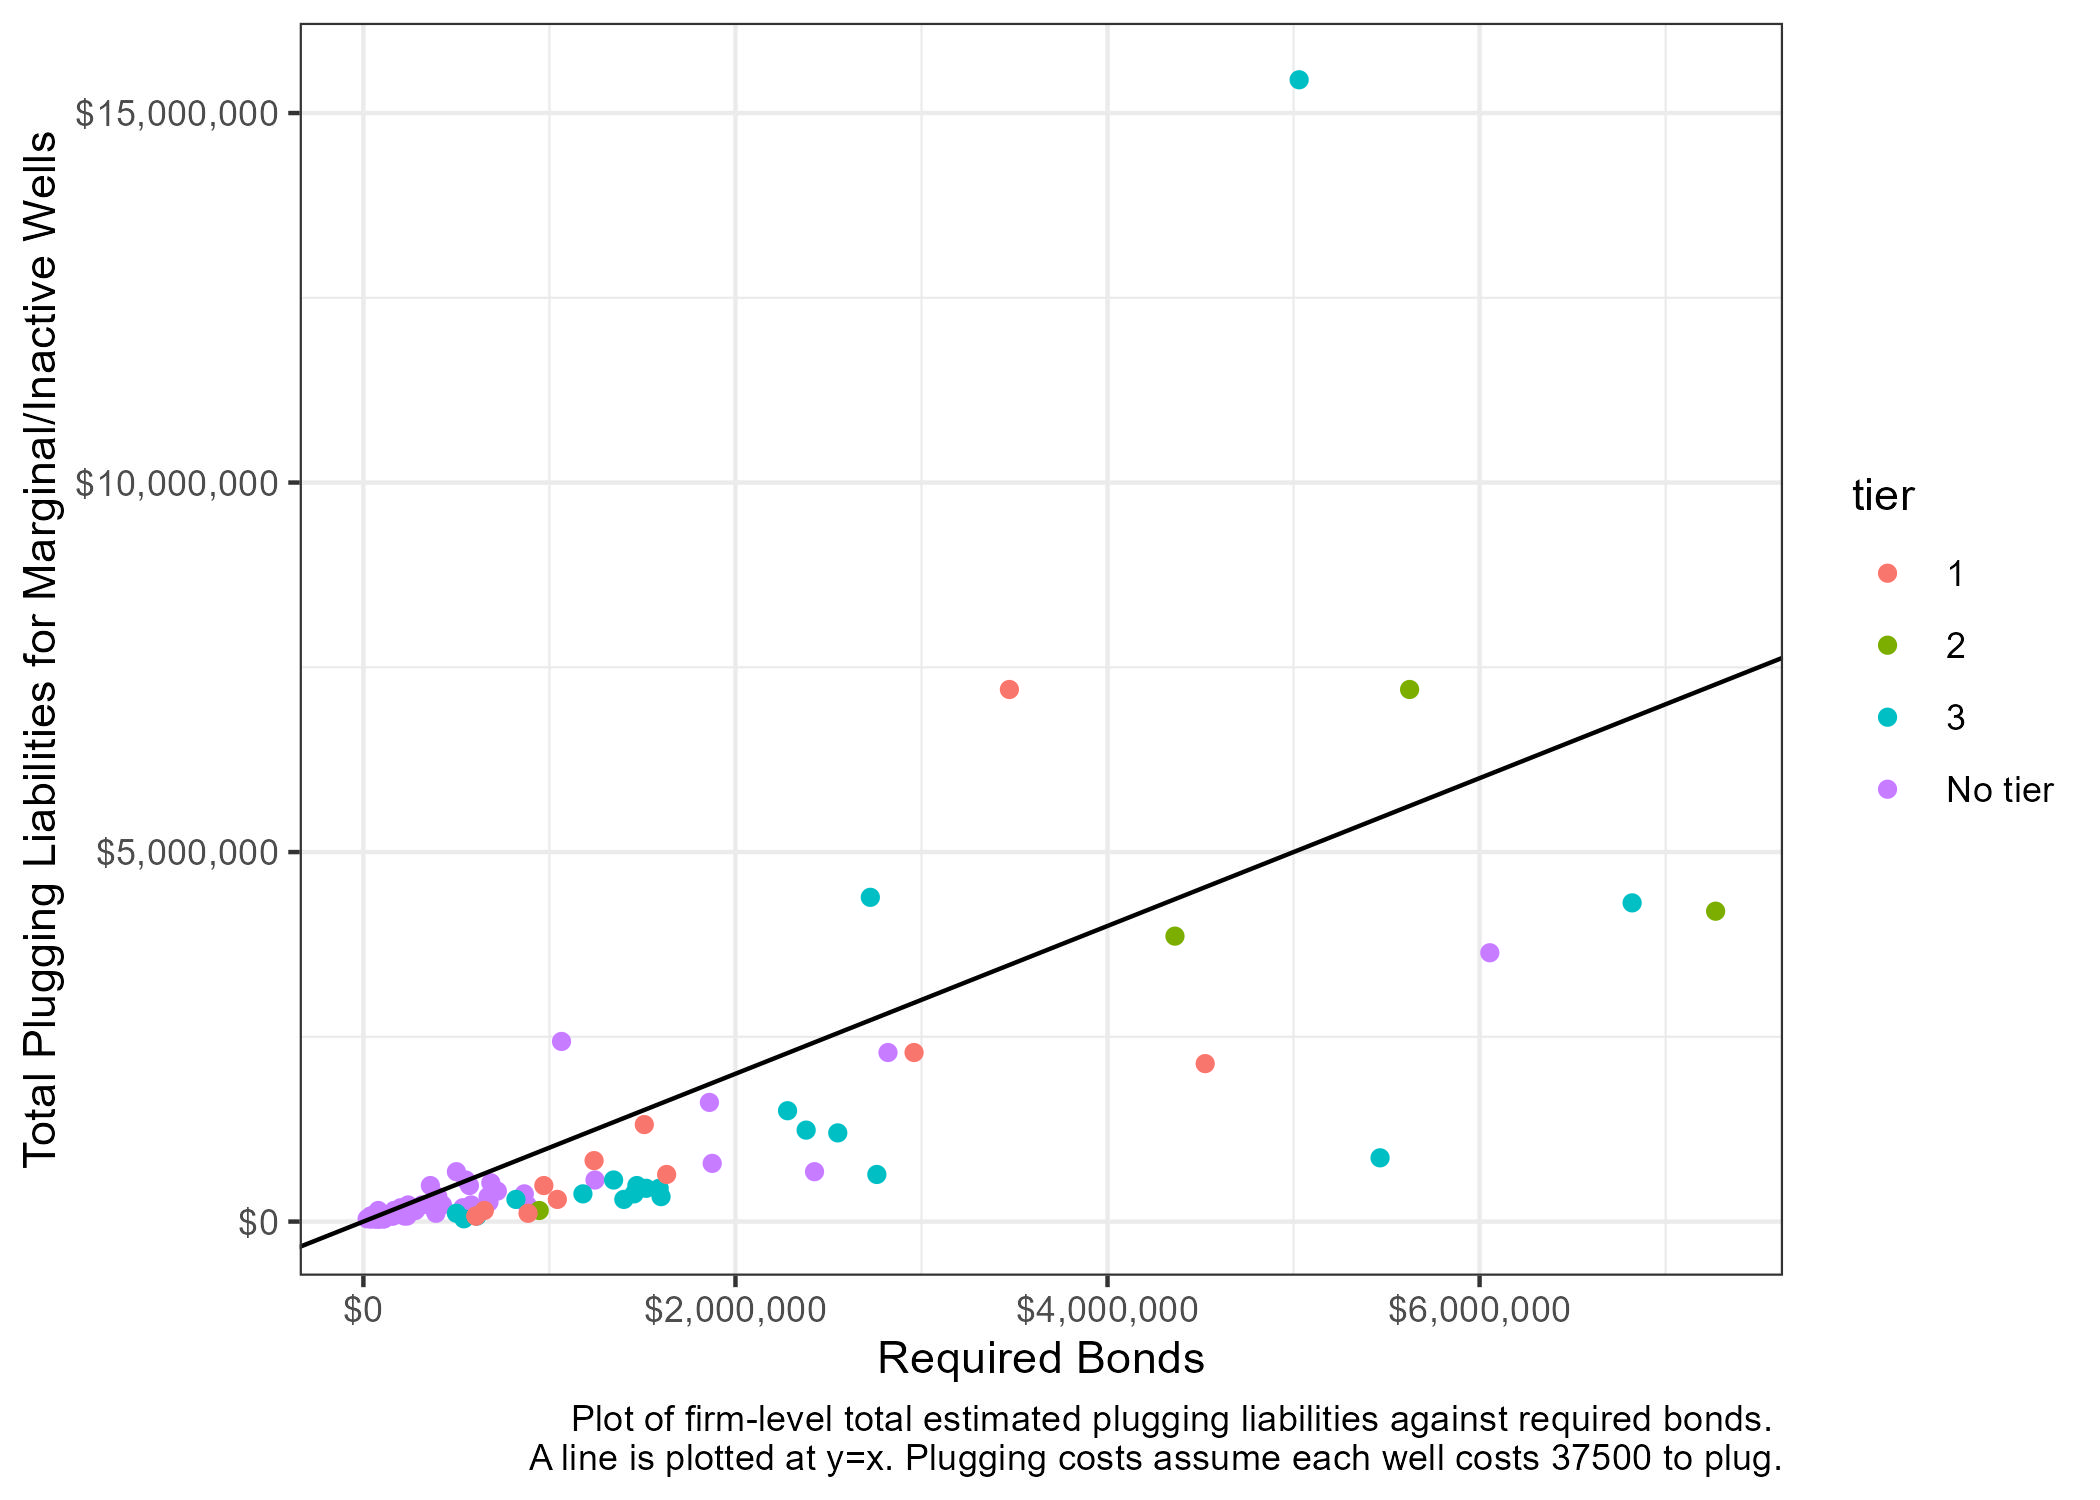 Total Plugging Liabilities for Marginal/Inactive Wells
$15,000,000
$10,000,000
$5,000,000
$0
$0
$2,000,000
$4,000,000
$6,000,000
Required Bonds
tier
1
2
3
No tier
Plot of firm-level total estimated plugging liabilities against required bonds.
A line is plotted at y=x. Plugging costs assume each well costs 37500 to plug.